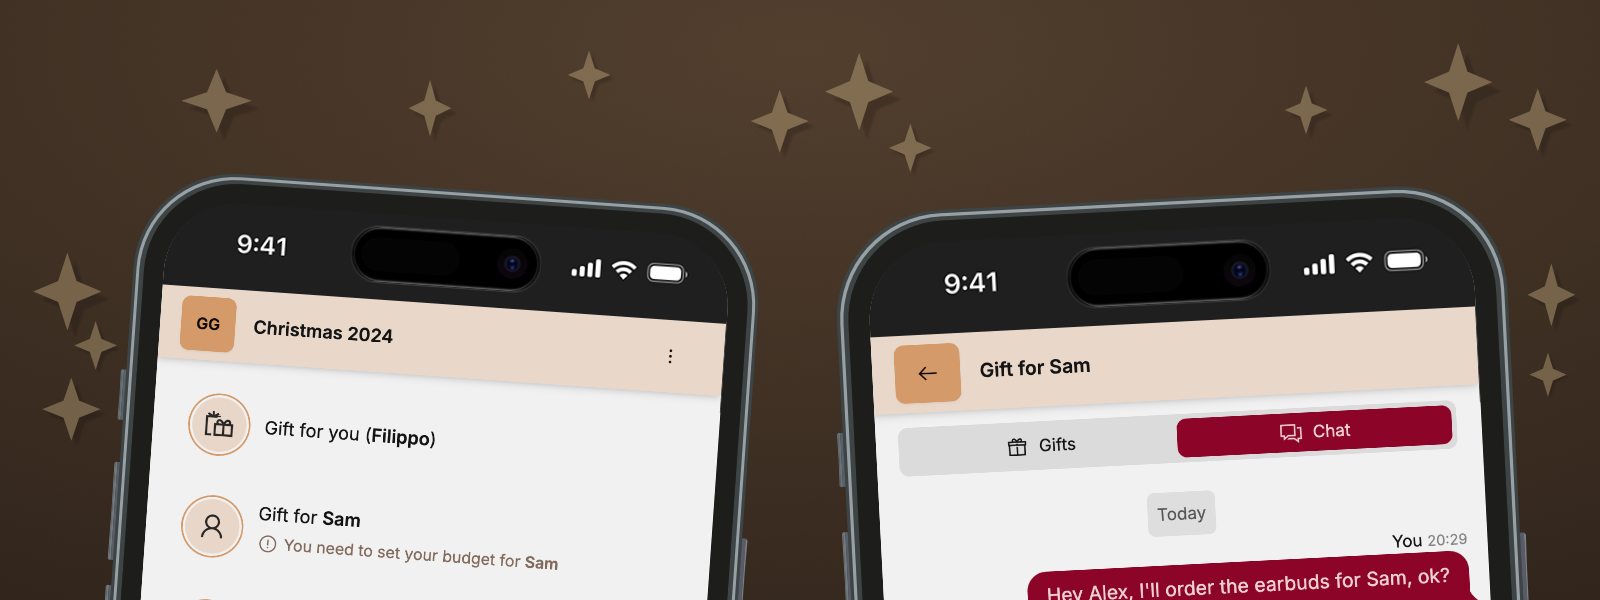 9:41
GG
Christmas 2024
Gift for you (Filippo)
Gift for Sam
You need to set your budget for Sam
9:41
Gift for Sam
Gifts
Chat
Today
You 20:29
Hey Alex, I'll order the earbuds for Sam, ok?